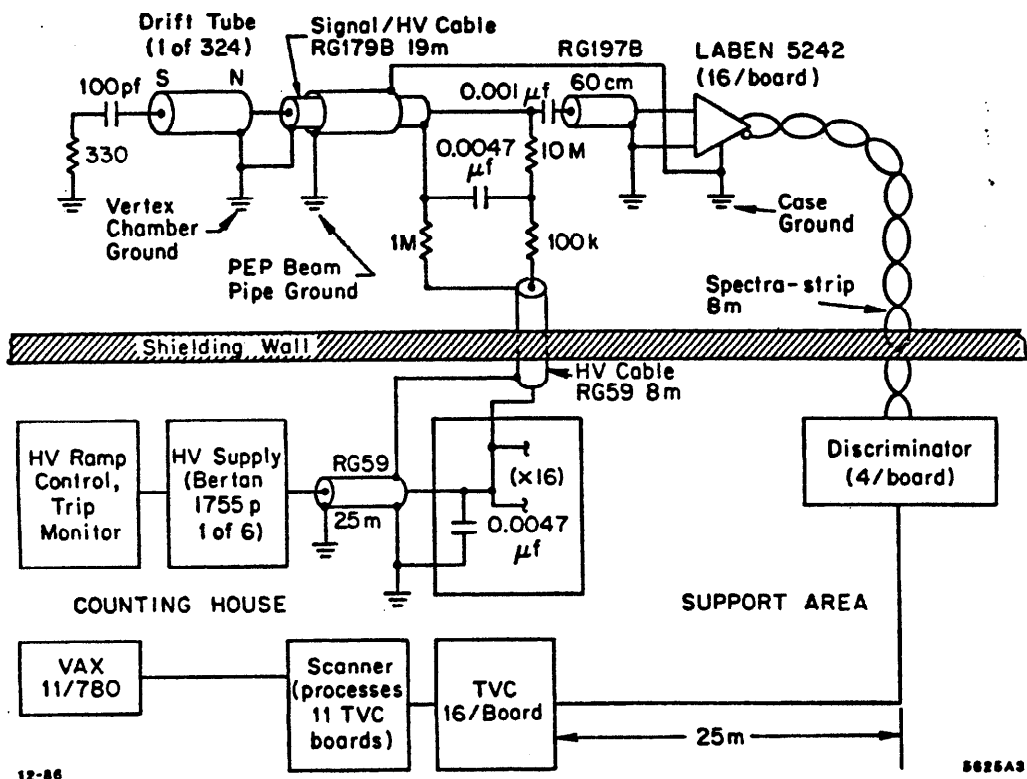 Drift Tube
(1 of 324)
Signal/HV Cable
RG179B 19m
RG197B
60cm
LABEN 5242
(16/board)
100pf
S
N
0.001 μf
330
0.0047
μf
10M
Vertex
Chamber
Ground
1M
100k
PEP Beam
Pipe Ground
Case
Ground
Spectra-strip
8m
Shielding Wall
HV Cable
RG59 8m
HV Ramp
Control,
Trip
Monitor
HV Supply
(Bertan
1755 p
1 of 6)
RG59
25m
(x16)
0.0047
μf
Discriminator
(4/board)
COUNTING HOUSE
SUPPORT AREA
VAX
11/780
Scanner
(processes
11 TVC
boards)
TVC
16/Board
25m
12-86
5625A3